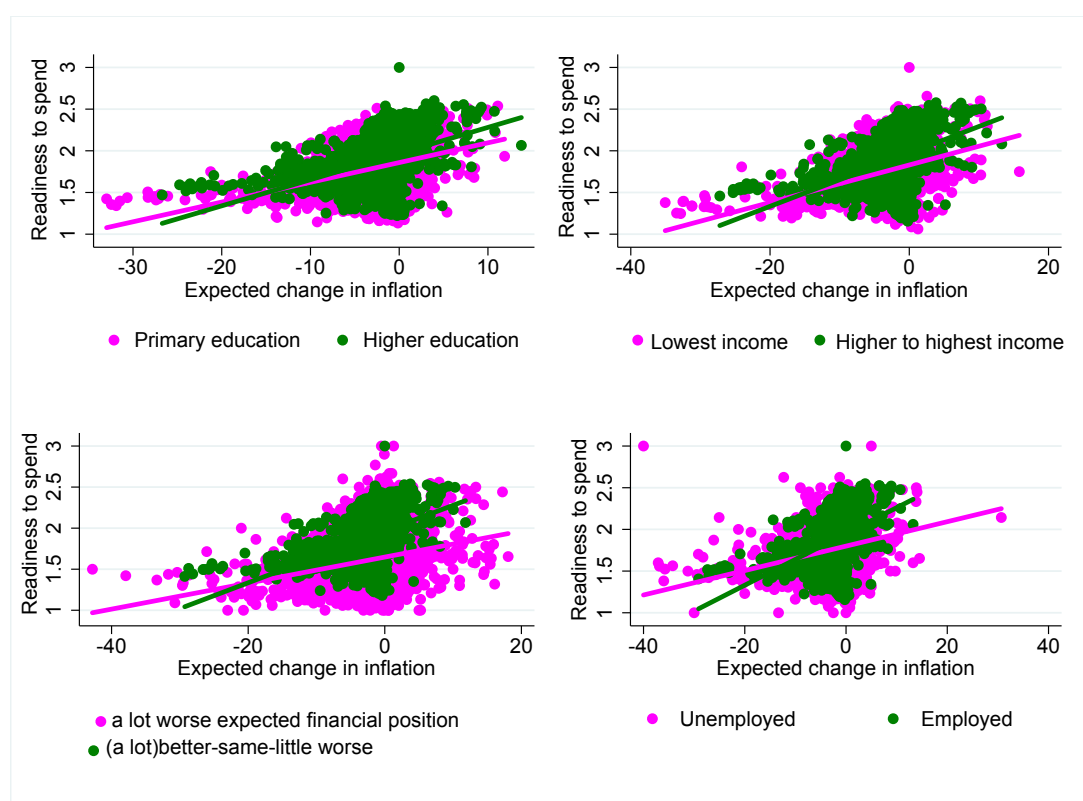 Readiness to spend
3
2.5
2
1.5
1
-30 -20 -10 0 10
Expected change in inflation
Primary education Higher education
Readiness to spend
3
2.5
2
1.5
1
-40 -20 0 20
Expected change in inflation
Lowest income Higher to highest income
Readiness to spend
3
2.5
2
1.5
1
-40 -20 0 20
Expected change in inflation
a lot worse expected financial position
(a lot)better-same-little worse
Readiness to spend
3
2.5
2
1.5
1
-40 -20 0 20 40
Expected change in inflation
Unemployed Employed